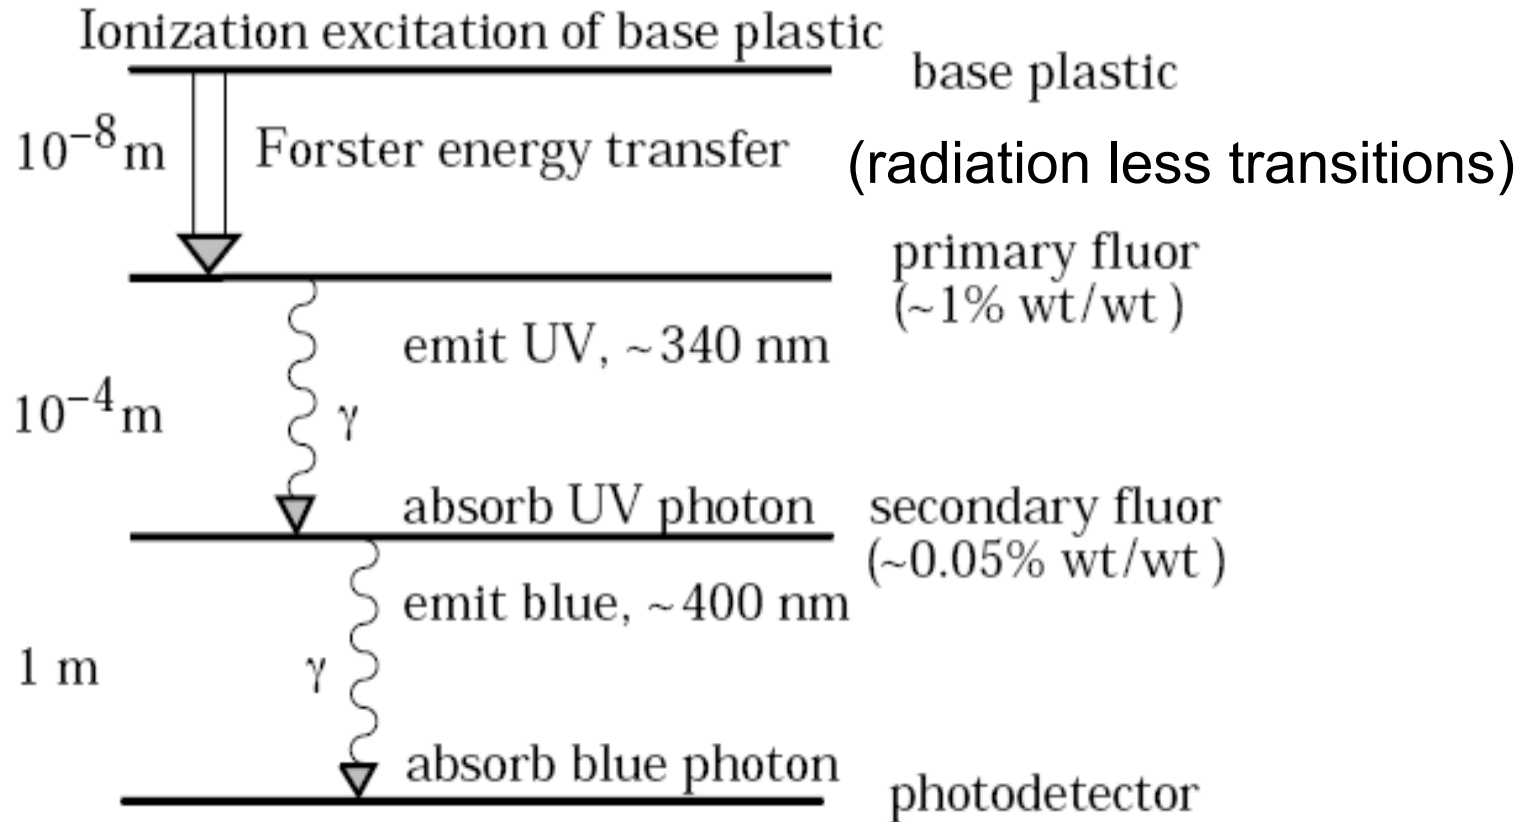 Ionization excitation of base plastic
base plastic
10⁻⁸ m
Forster energy transfer
(radiation less transitions)
primary fluor
(~1% wt/wt )
emit UV, ~340 nm
10⁻⁴ m
γ
absorb UV photon
secondary fluor
(~0.05% wt/wt )
emit blue, ~400 nm
1 m
γ
absorb blue photon
photodetector